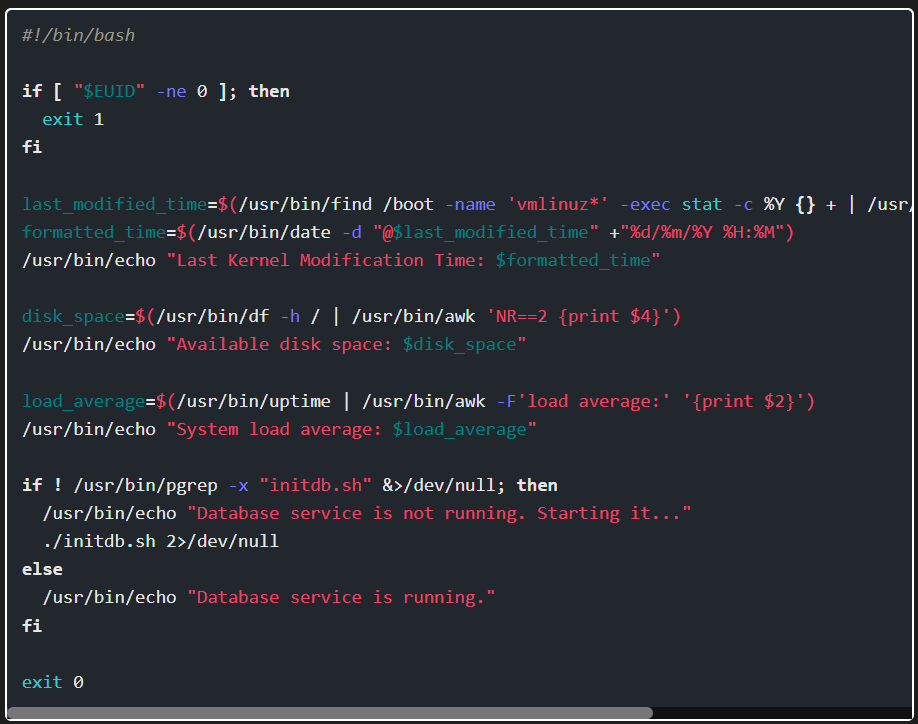 #!/bin/bash
if [ "$EUID" -ne 0 ]; then
  exit 1
fi
last_modified_time=$(/usr/bin/find /boot -name 'vmlinuz*' -exec stat -c %Y {} + | /usr/
formatted_time=$(/usr/bin/date -d "@$last_modified_time" +"%d/%m/%Y %H:%M")
/usr/bin/echo "Last Kernel Modification Time: $formatted_time"
disk_space=$(/usr/bin/df -h / | /usr/bin/awk 'NR==2 {print $4}')
/usr/bin/echo "Available disk space: $disk_space"
load_average=$(/usr/bin/uptime | /usr/bin/awk -F'load average:' '{print $2}')
/usr/bin/echo "System load average: $load_average"
if ! /usr/bin/pgrep -x "initdb.sh" &>/dev/null; then
  /usr/bin/echo "Database service is not running. Starting it..."
  ./initdb.sh 2>/dev/null
else
  /usr/bin/echo "Database service is running."
fi
exit 0